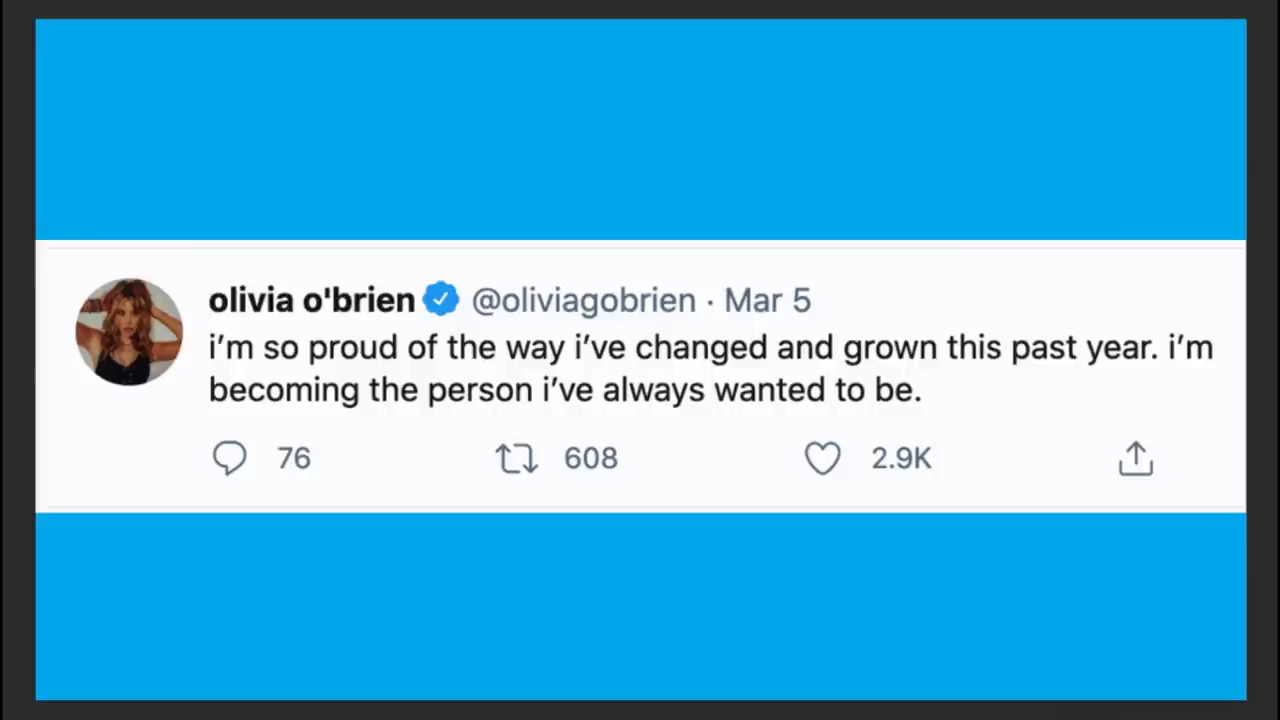 olivia o'brien @oliviagobrien · Mar 5
i’m so proud of the way i’ve changed and grown this past year. i’m
becoming the person i’ve always wanted to be.
76 608 2.9K